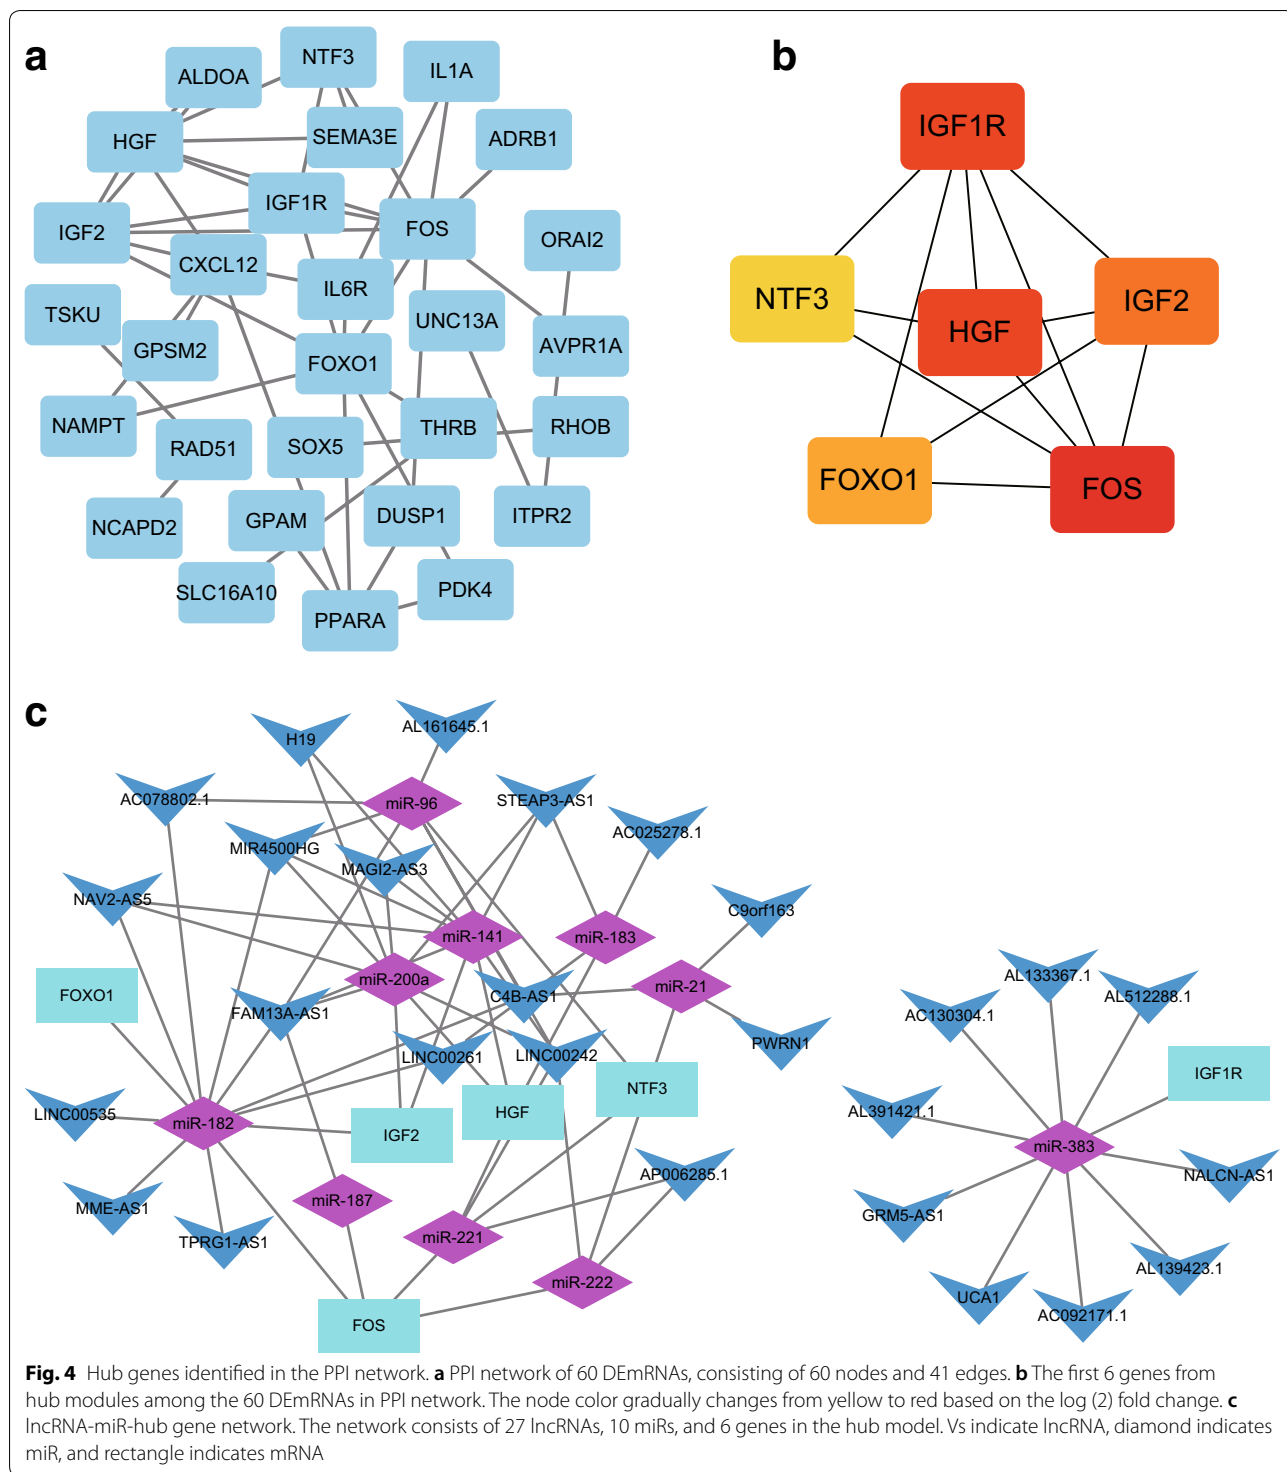 a
NTF3
IL1A
ALDOA
HGF
SEMA3E
ADRB1
IGF1R
IGF2
FOS
ORAI2
CXCL12
IL6R
TSKU
UNC13A
GPSM2
AVPR1A
FOXO1
NAMPT
THRB
RHOB
RAD51
SOX5
NCAPD2
GPAM
DUSP1
ITPR2
SLC16A10
PDK4
PPARA
b
IGF1R
NTF3
IGF2
HGF
FOXO1
FOS
c
H19
AL161645.1
AC078802.1
miR-96
STEAP3-AS1
AC025278.1
MIR4500HG
MAGI2-AS3
NAV2-AS5
C9orf163
miR-141
miR-183
miR-200a
miR-21
FOXO1
C4B-AS1
FAM13A-AS1
PWRN1
LINC00261
LINC00242
NTF3
LINC00535
miR-182
HGF
IGF2
AP006285.1
MME-AS1
miR-187
TPRG1-AS1
miR-221
miR-222
FOS
AL133367.1
AL512288.1
AC130304.1
IGF1R
AL391421.1
miR-383
NALCN-AS1
GRM5-AS1
AL139423.1
UCA1
AC092171.1
Fig. 4 Hub genes identified in the PPI network. a PPI network of 60 DEmRNAs, consisting of 60 nodes and 41 edges. b The first 6 genes from
hub modules among the 60 DEmRNAs in PPI network. The node color gradually changes from yellow to red based on the log (2) fold change. c
lncRNA-miR-hub gene network. The network consists of 27 lncRNAs, 10 miRs, and 6 genes in the hub model. Vs indicate lncRNA, diamond indicates
miR, and rectangle indicates mRNA